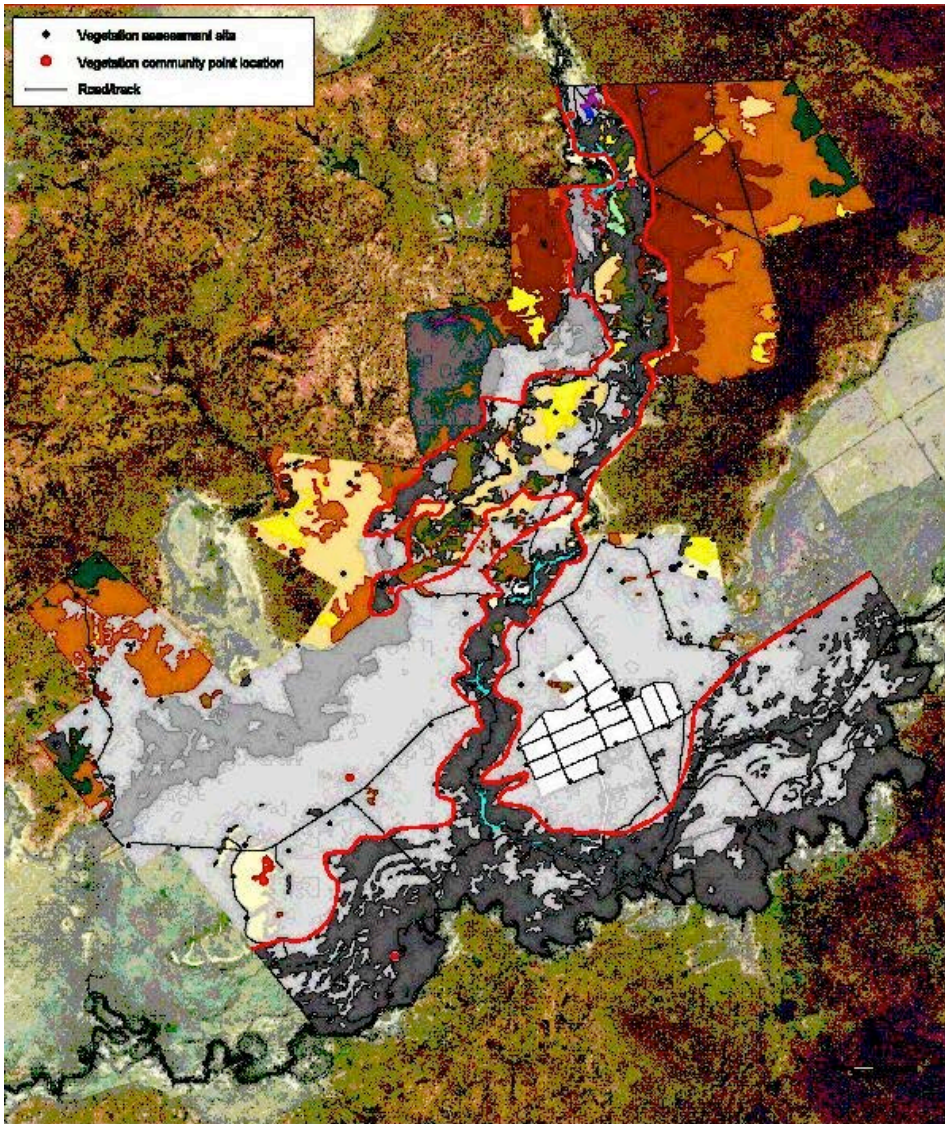 Vegetation assessment site
Vegetation community point location
Road/track